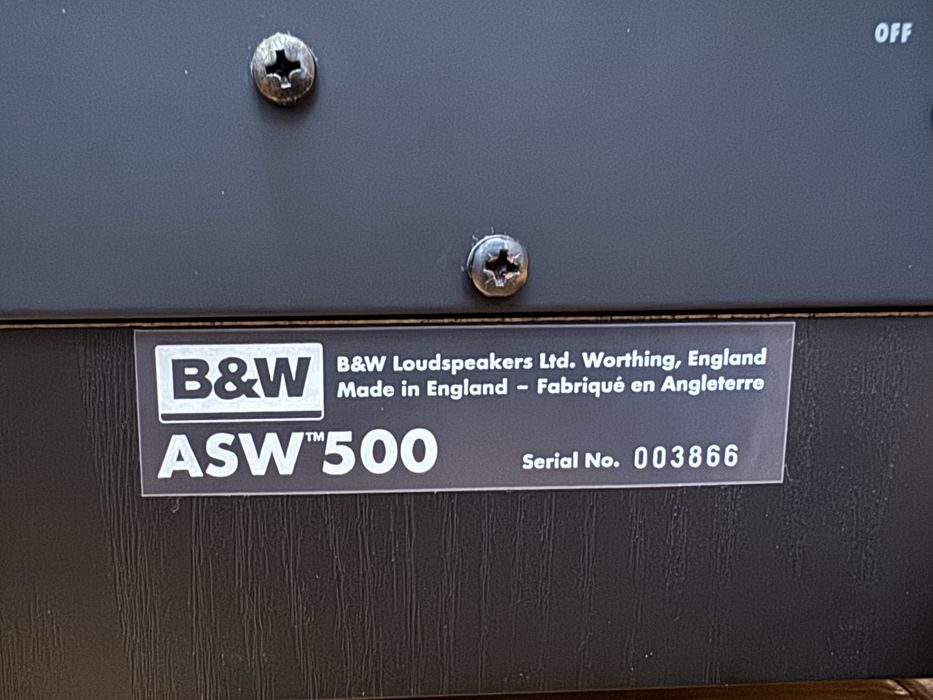 OFF
B&W
B&W Loudspeakers Ltd. Worthing, England
Made in England – Fabriqué en Angleterre
ASW™500
Serial No. 003866